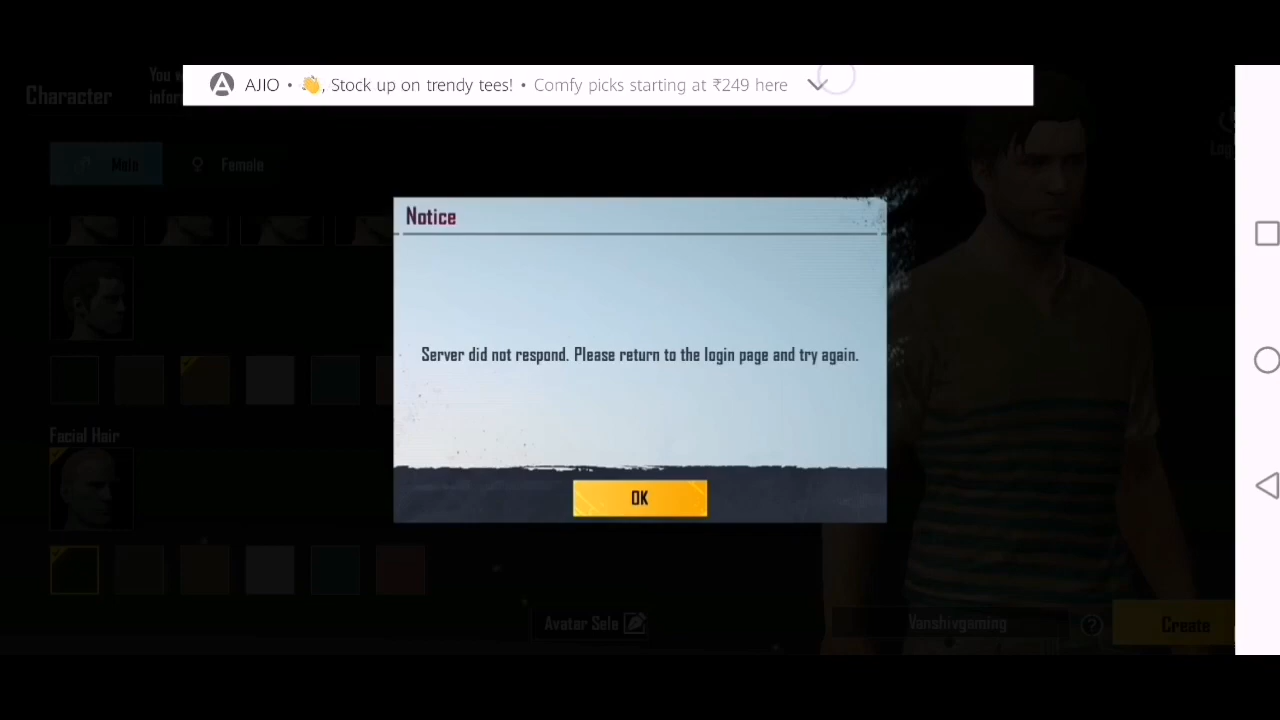 AJIO • 👋, Stock up on trendy tees! • Comfy picks starting at ₹249 here
You
Character
Male
Female
Notice
Server did not respond. Please return to the login page and try again.
OK
Facial Hair
Avatar Sele
Vanshivgaming
?
Create